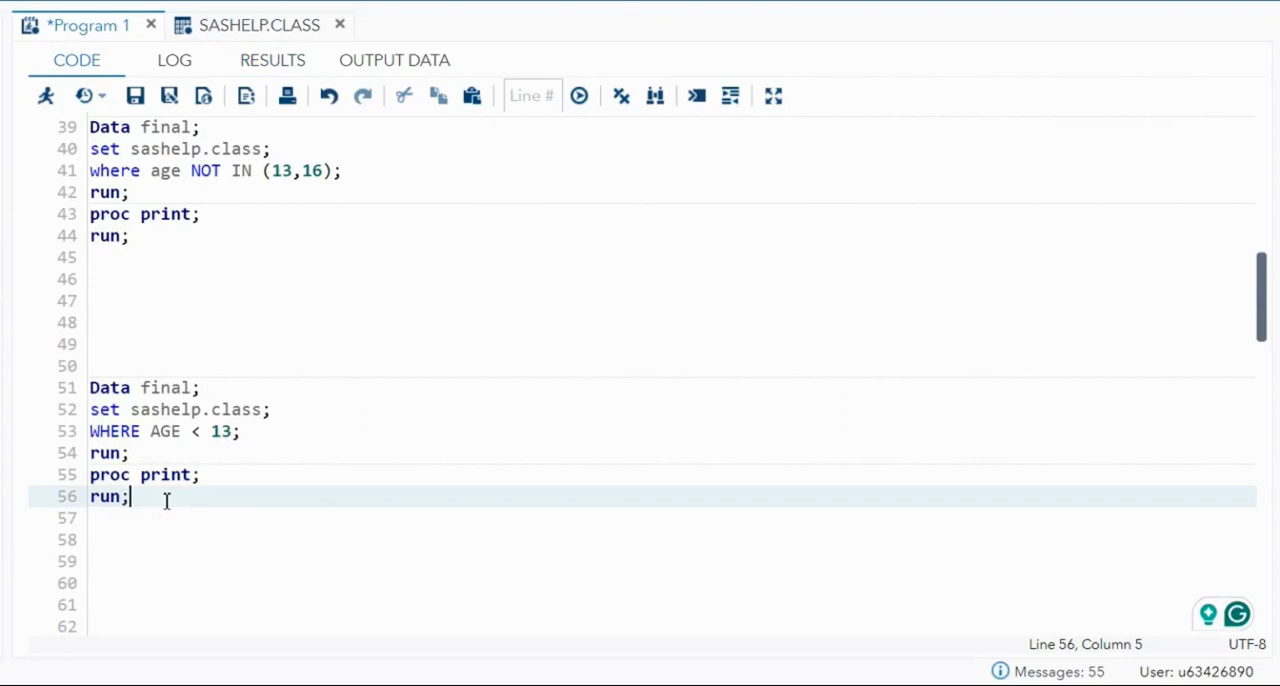 *Program 1 × SASHELP.CLASS ×
CODE LOG RESULTS OUTPUT DATA
Line #
39 Data final;
40 set sashelp.class;
41 where age NOT IN (13,16);
42 run;
43 proc print;
44 run;
45
46
47
48
49
50
51 Data final;
52 set sashelp.class;
53 WHERE AGE < 13;
54 run;
55 proc print;
56 run;
57
58
59
60
61
62
Line 56, Column 5 UTF-8
Messages: 55 User: u63426890